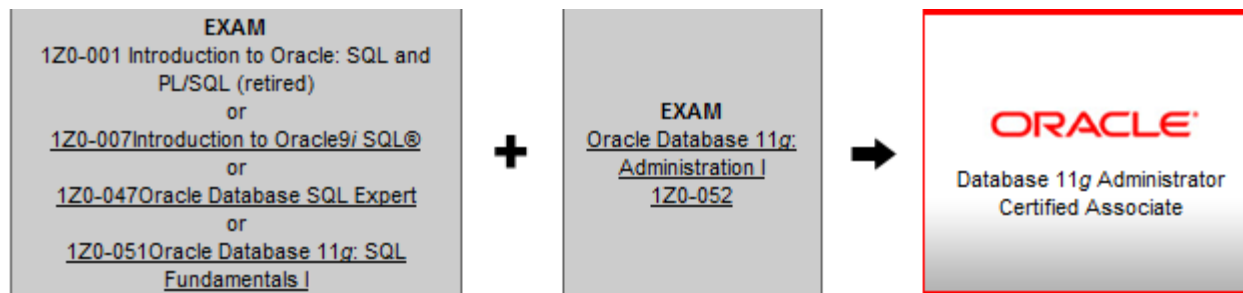 EXAM
1Z0-001 Introduction to Oracle: SQL and
PL/SQL (retired)
or
1Z0-007Introduction to Oracle9i SQL®
or
1Z0-047Oracle Database SQL Expert
or
1Z0-051Oracle Database 11g: SQL
Fundamentals I
+
EXAM
Oracle Database 11g:
Administration I
1Z0-052
ORACLE
Database 11g Administrator
Certified Associate